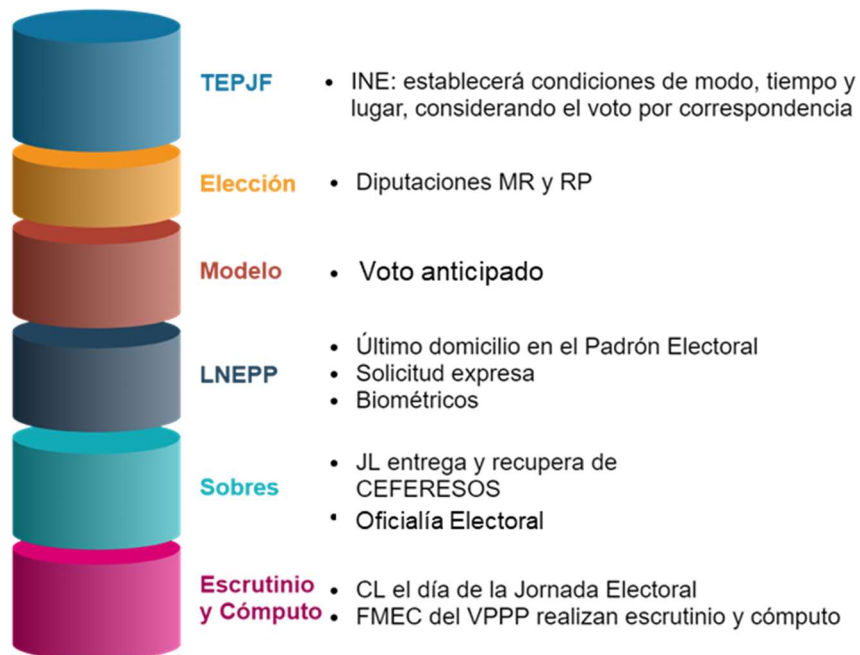 TEPJF
• INE: establecerá condiciones de modo, tiempo y
lugar, considerando el voto por correspondencia
Elección
• Diputaciones MR y RP
Modelo
• Voto anticipado
LNEPP
• Último domicilio en el Padrón Electoral
• Solicitud expresa
• Biométricos
Sobres
• JL entrega y recupera de
CEFERESOS
• Oficialía Electoral
Escrutinio
y Cómputo
• CL el día de la Jornada Electoral
• FMEC del VPPP realizan escrutinio y cómputo